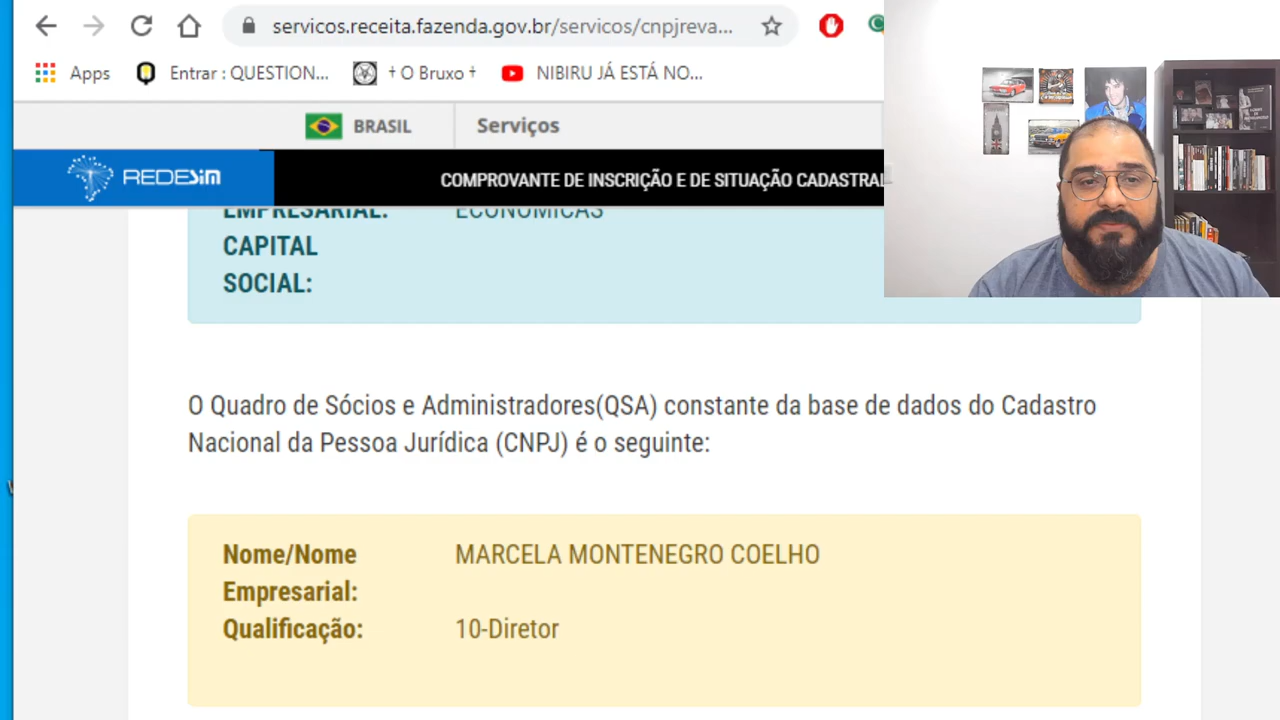 servicos.receita.fazenda.gov.br/servicos/cnpjreva...
Apps Entrar : QUESTION... † O Bruxo † NIBIRU JÁ ESTÁ NO...
BRASIL Serviços
REDESIM COMPROVANTE DE INSCRIÇÃO E DE SITUAÇÃO CADASTRAL
EMPRESARIAL: ECONOMICAS
CAPITAL
SOCIAL:
O Quadro de Sócios e Administradores(QSA) constante da base de dados do Cadastro
Nacional da Pessoa Jurídica (CNPJ) é o seguinte:
Nome/Nome MARCELA MONTENEGRO COELHO
Empresarial:
Qualificação: 10-Diretor